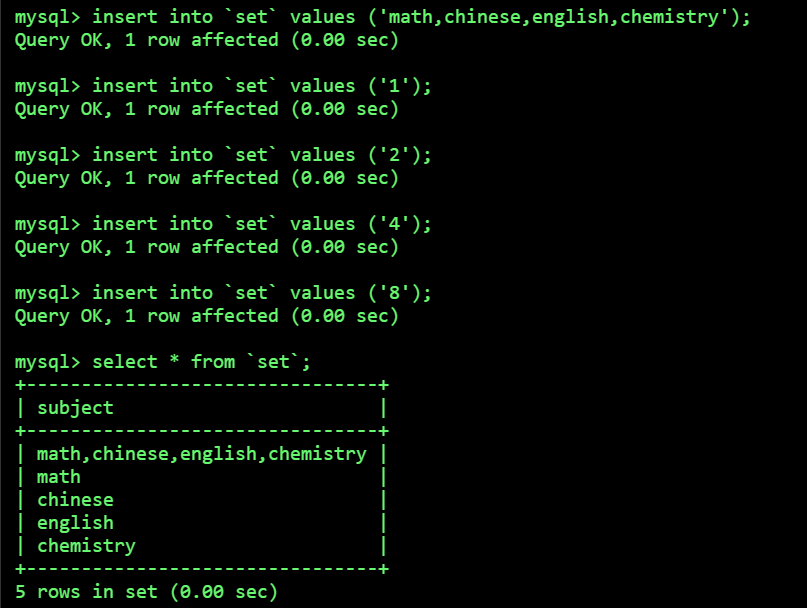 mysql> insert into `set` values ('math,chinese,english,chemistry');
Query OK, 1 row affected (0.00 sec)

mysql> insert into `set` values ('1');
Query OK, 1 row affected (0.00 sec)

mysql> insert into `set` values ('2');
Query OK, 1 row affected (0.00 sec)

mysql> insert into `set` values ('4');
Query OK, 1 row affected (0.00 sec)

mysql> insert into `set` values ('8');
Query OK, 1 row affected (0.00 sec)

mysql> select * from `set`;
+--------------------------------+
| subject                        |
+--------------------------------+
| math,chinese,english,chemistry |
| math                           |
| chinese                        |
| english                        |
| chemistry                      |
+--------------------------------+
5 rows in set (0.00 sec)